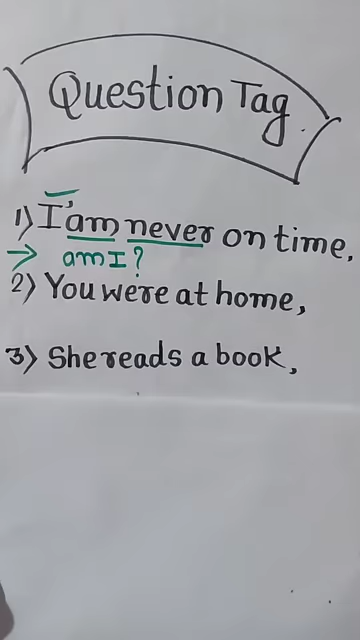 Question Tag.
1) I'am never on time,
→ am I?
2) You were at home,
3) She reads a book,